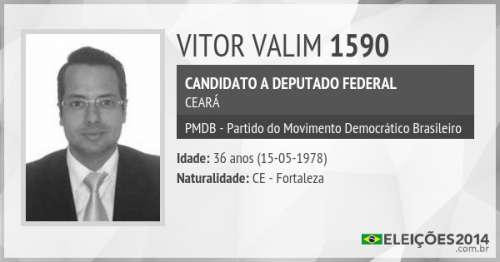 VITOR VALIM 1590
CANDIDATO A DEPUTADO FEDERAL
CEARÁ
PMDB - Partido do Movimento Democrático Brasileiro
Idade: 36 anos (15-05-1978)
Naturalidade: CE - Fortaleza
ELEIÇÕES2014
.com.br